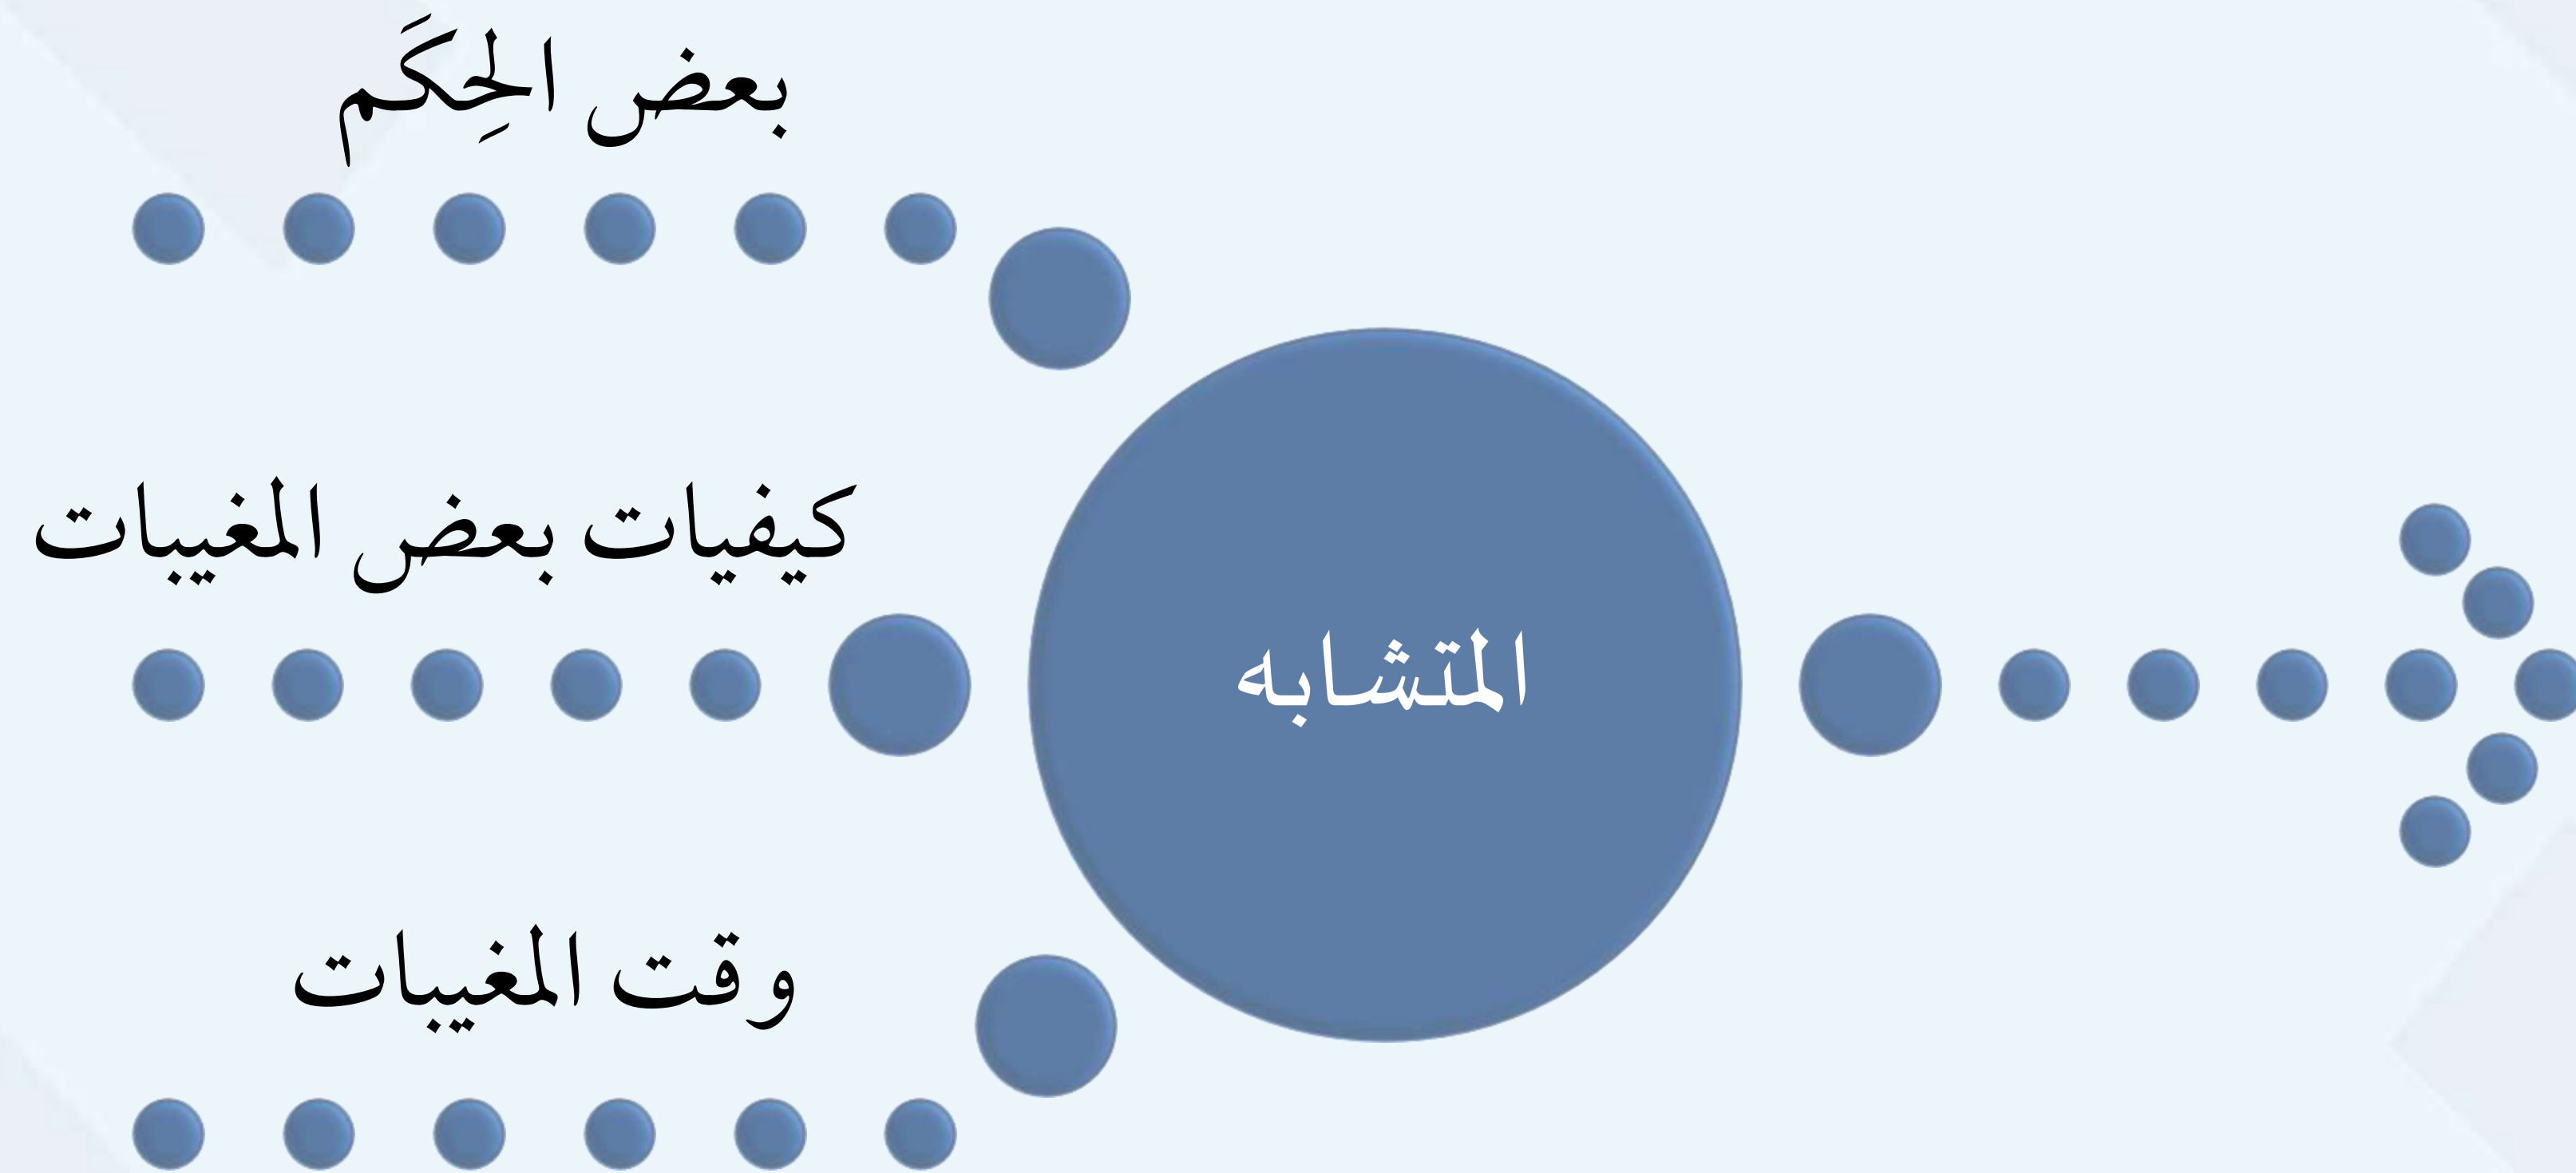 بعض الحِكَم
كيفيات بعض المغيبات
المتشابه
وقت المغيبات